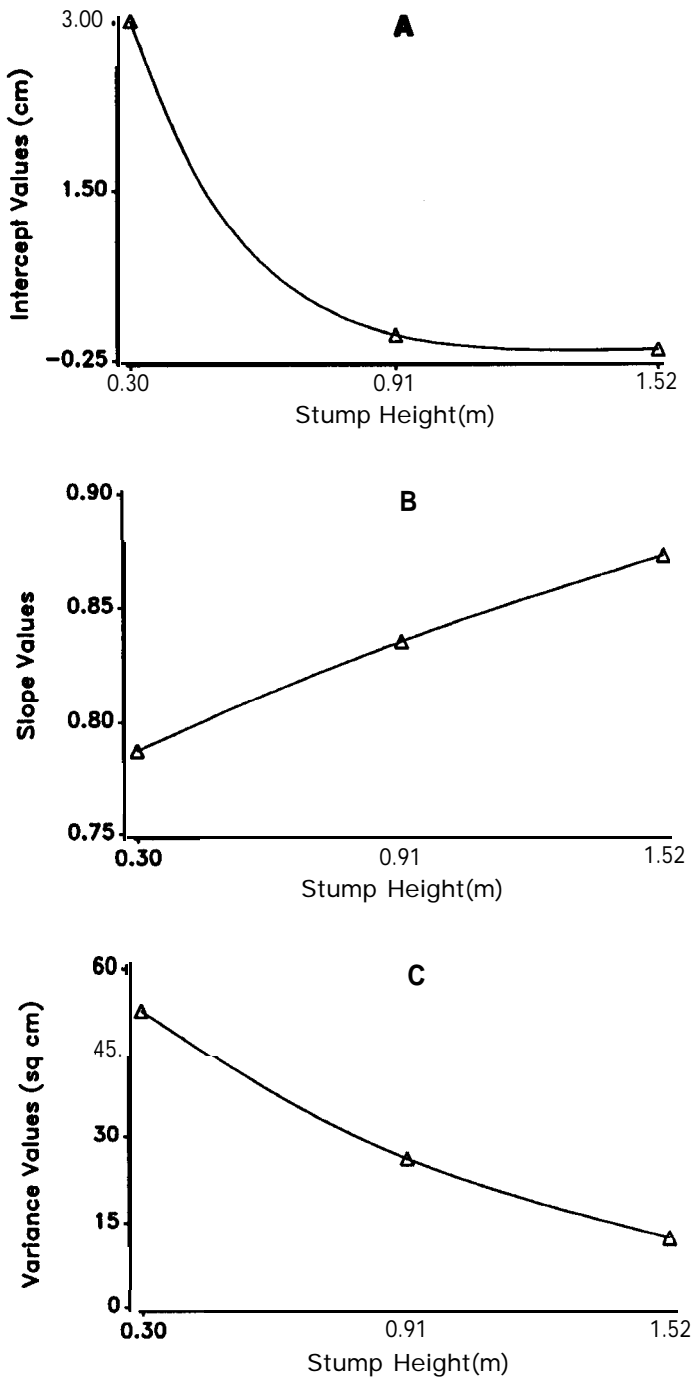 A
3.00
1.50
-0.25
Intercept Values (cm)
0.30 0.91 1.52
Stump Height(m)
B
0.90
0.85
0.80
0.75
Slope Values
0.30 0.91 1.52
Stump Height(m)
C
60
45.
30
15
0
Variance Values (sq cm)
0.30 0.91 1.52
Stump Height(m)